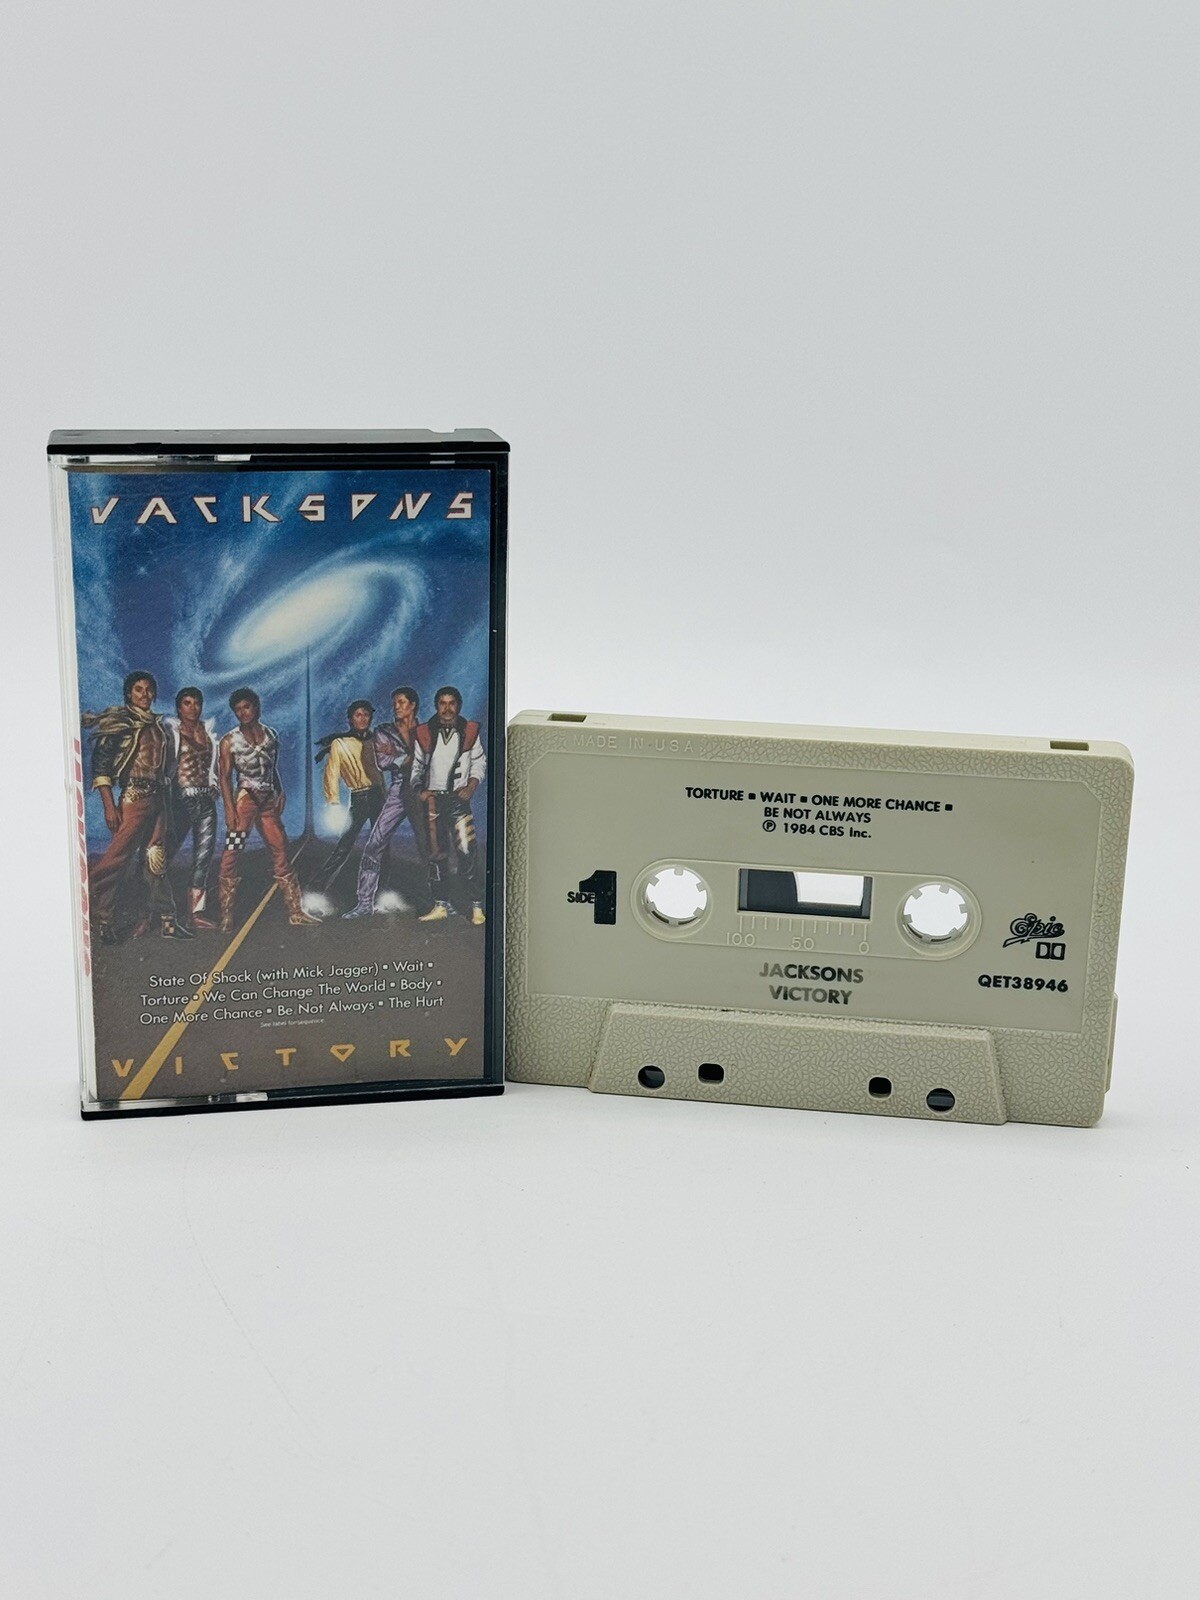 JACKSONS
State Of Shock (with Mick Jagger) ▪ Wait ▪
Torture ▪ We Can Change The World ▪ Body ▪
One More Chance ▪ Be Not Always ▪ The Hurt
See label for sequence
VICTORY
MADE IN U S A
TORTURE ■ WAIT ■ ONE MORE CHANCE ■
BE NOT ALWAYS
℗ 1984 CBS Inc.
SIDE 1
100 50 0
JACKSONS
VICTORY
Epic
QET38946